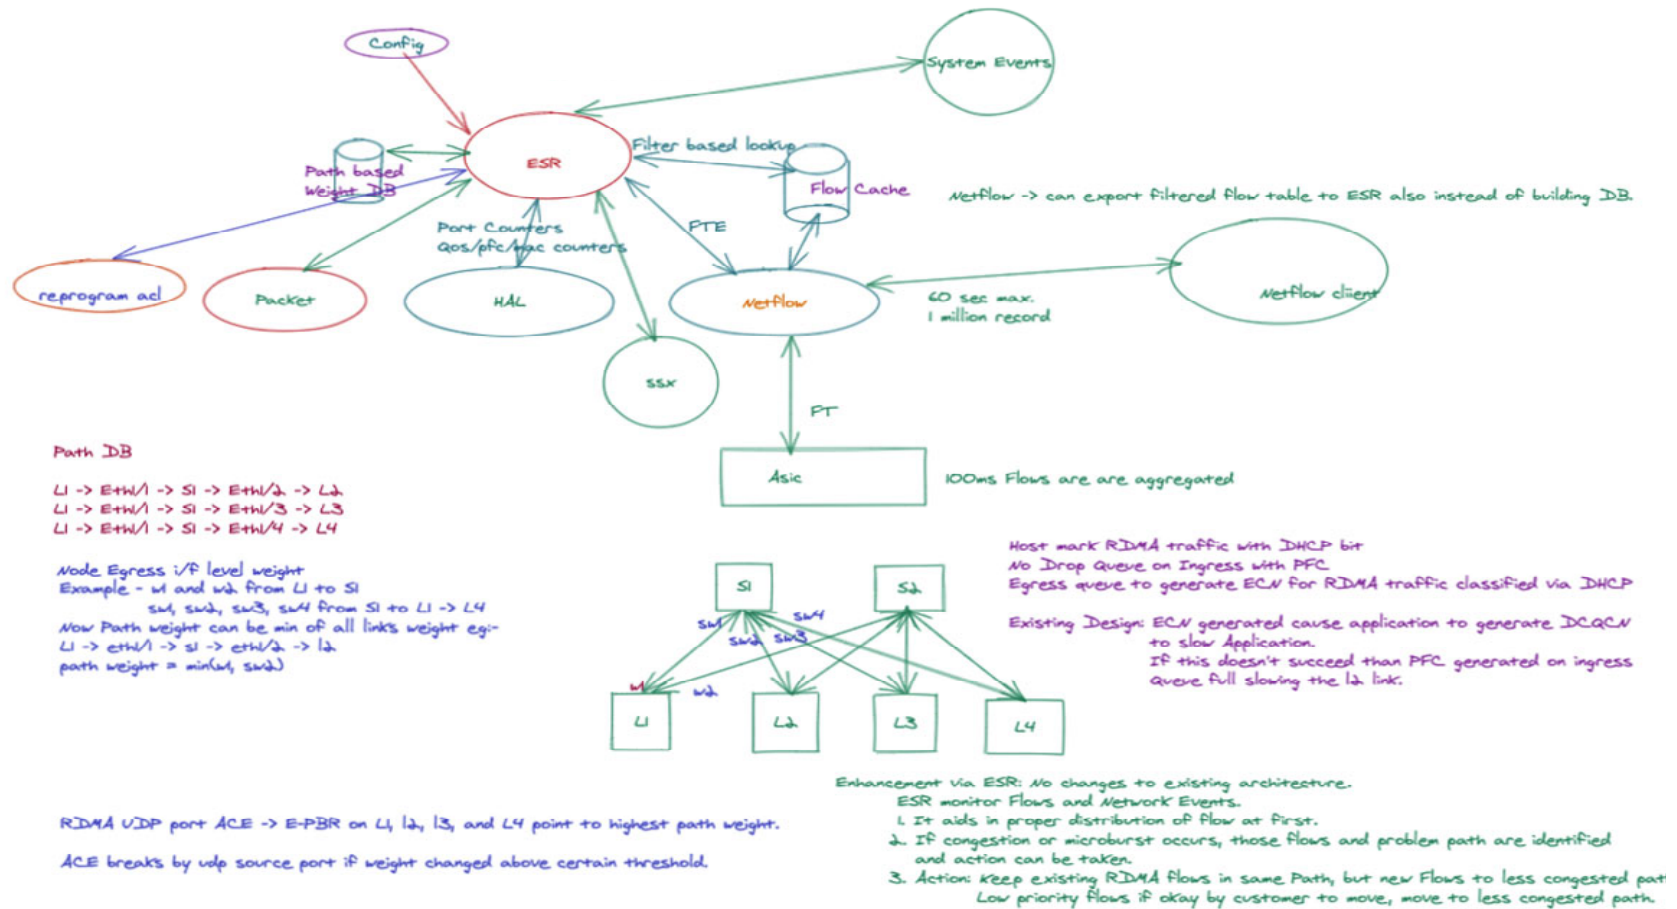 Config
System Events
ESR
Filter based lookup
Path based
Weight DB
Flow Cache
Netflow -> can export filtered flow table to ESR also instead of building DB.
Port Counters
Qos/pfc/mac counters
FTE
reprogram acl
Packet
HAL
Netflow
60 sec max.
1 million record
Netflow client
ssx
FT
Asic
100ms Flows are are aggregated
Path DB
L1 -> Eth1/1 -> S1 -> Eth1/2 -> L2
L1 -> Eth1/1 -> S1 -> Eth1/3 -> L3
L1 -> Eth1/1 -> S1 -> Eth1/4 -> L4
Node Egress i/f level weight
Example - w1 and w2 from L1 to S1
sw1, sw2, sw3, sw4 from S1 to L1 -> L4
Now Path weight can be min of all link's weight eg:-
L1 -> eth1/1 -> s1 -> eth1/2 -> l2
path weight = min(w1, sw2)
S1
S2
sw1
sw2
sw3
sw4
w1
w2
L1
L2
L3
L4
Host mark RDMA traffic with DHCP bit
No Drop Queue on Ingress with PFC
Egress queue to generate ECN for RDMA traffic classified via DHCP
Existing Design: ECN generated cause application to generate DCQCN
to slow Application.
If this doesn't succeed than PFC generated on ingress
Queue full slowing the l2 link.
Enhancement via ESR: No changes to existing architecture.
ESR monitor Flows and Network Events.
1. It aids in proper distribution of flow at first.
2. If congestion or microburst occurs, those flows and problem path are identified
and action can be taken.
3. Action: Keep existing RDMA flows in same Path, but new Flows to less congested pat
Low priority flows if okay by customer to move, move to less congested path.
RDMA UDP port ACE -> E-PBR on L1, l2, l3, and L4 point to highest path weight.
ACE breaks by udp source port if weight changed above certain threshold.